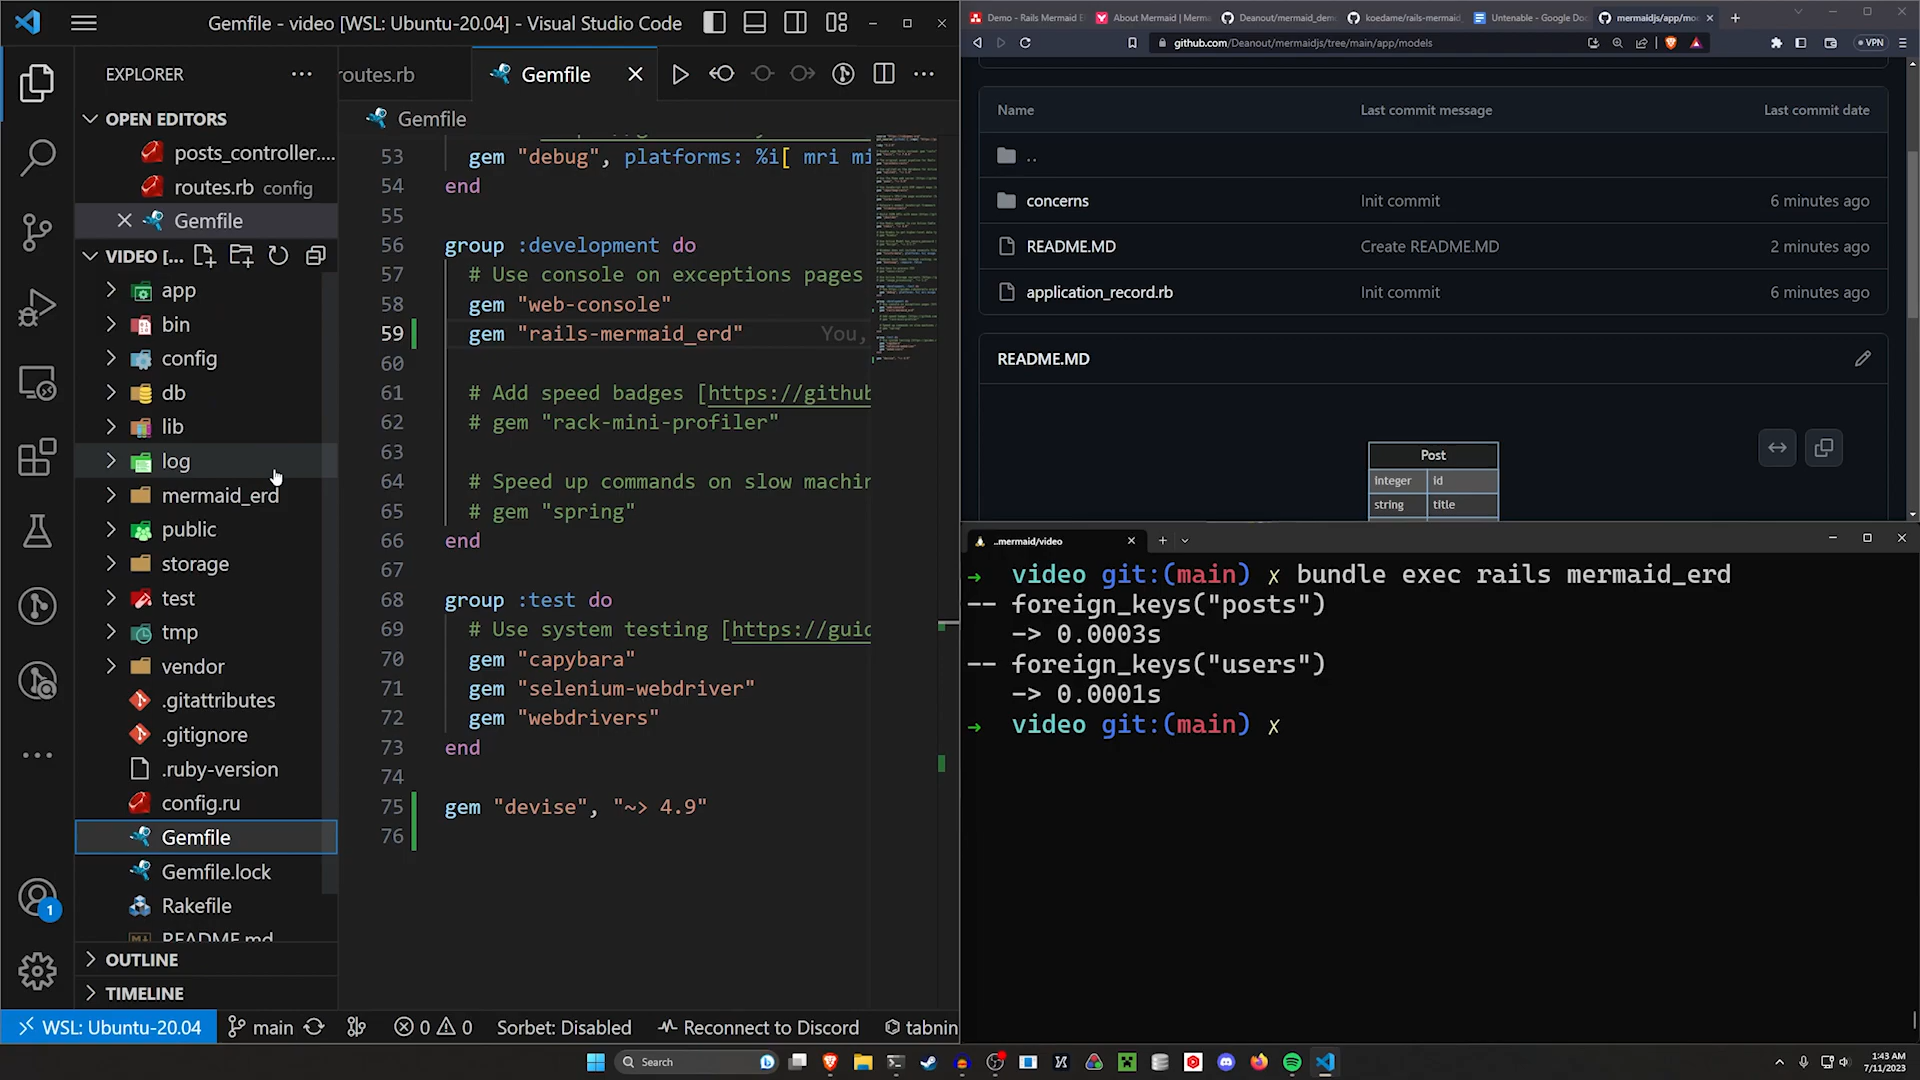 Gemfile - video [WSL: Ubuntu-20.04] - Visual Studio Code
EXPLORER
OPEN EDITORS
posts_controller....
routes.rb config
Gemfile
VIDEO [...
app
bin
config
db
lib
log
mermaid_erd
public
storage
test
tmp
vendor
.gitattributes
.gitignore
.ruby-version
config.ru
Gemfile
Gemfile.lock
Rakefile
README.md
OUTLINE
TIMELINE
1
routes.rb
Gemfile
Gemfile
53 gem "debug", platforms: %i[ mri mi
54 end
55
56 group :development do
57 # Use console on exceptions pages
58 gem "web-console"
59 gem "rails-mermaid_erd" You,
60
61 # Add speed badges [https://github
62 # gem "rack-mini-profiler"
63
64 # Speed up commands on slow machin
65 # gem "spring"
66 end
67
68 group :test do
69 # Use system testing [https://guid
70 gem "capybara"
71 gem "selenium-webdriver"
72 gem "webdrivers"
73 end
74
75 gem "devise", "~> 4.9"
76
WSL: Ubuntu-20.04 main 0 0 Sorbet: Disabled Reconnect to Discord tabnin
Demo - Rails Mermaid E
About Mermaid | Merm
Deanout/mermaid_dem
koedame/rails-mermaid_
Untenable - Google Do
mermaidjs/app/mod
github.com/Deanout/mermaidjs/tree/main/app/models
VPN
Name Last commit message Last commit date
..
concerns Init commit 6 minutes ago
README.MD Create README.MD 2 minutes ago
application_record.rb Init commit 6 minutes ago
README.MD
Post
integer id
string title
..mermaid/video
→ video git:(main) ✗ bundle exec rails mermaid_erd
-- foreign_keys("posts")
-> 0.0003s
-- foreign_keys("users")
-> 0.0001s
→ video git:(main) ✗
Search
1:43 AM
7/11/2023